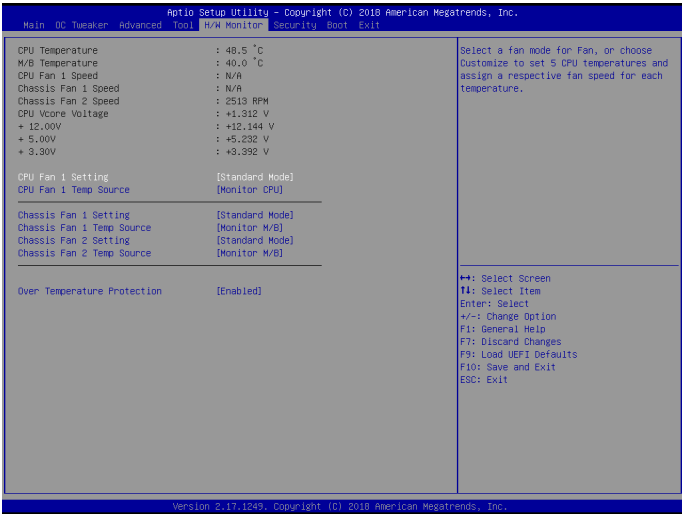 Aptio Setup Utility – Copyright (C) 2018 American Megatrends, Inc.
Main OC Tweaker Advanced Tool H/W Monitor Security Boot Exit
CPU Temperature : 48.5 °C
M/B Temperature : 40.0 °C
CPU Fan 1 Speed : N/A
Chassis Fan 1 Speed : N/A
Chassis Fan 2 Speed : 2513 RPM
CPU Vcore Voltage : +1.312 V
+ 12.00V : +12.144 V
+ 5.00V : +5.232 V
+ 3.30V : +3.392 V
CPU Fan 1 Setting [Standard Mode]
CPU Fan 1 Temp Source [Monitor CPU]
Chassis Fan 1 Setting [Standard Mode]
Chassis Fan 1 Temp Source [Monitor M/B]
Chassis Fan 2 Setting [Standard Mode]
Chassis Fan 2 Temp Source [Monitor M/B]
Over Temperature Protection [Enabled]
Select a fan mode for Fan, or choose
Customize to set 5 CPU temperatures and
assign a respective fan speed for each
temperature.
↔: Select Screen
↑↓: Select Item
Enter: Select
+/-: Change Option
F1: General Help
F7: Discard Changes
F9: Load UEFI Defaults
F10: Save and Exit
ESC: Exit
Version 2.17.1249. Copyright (C) 2018 American Megatrends, Inc.